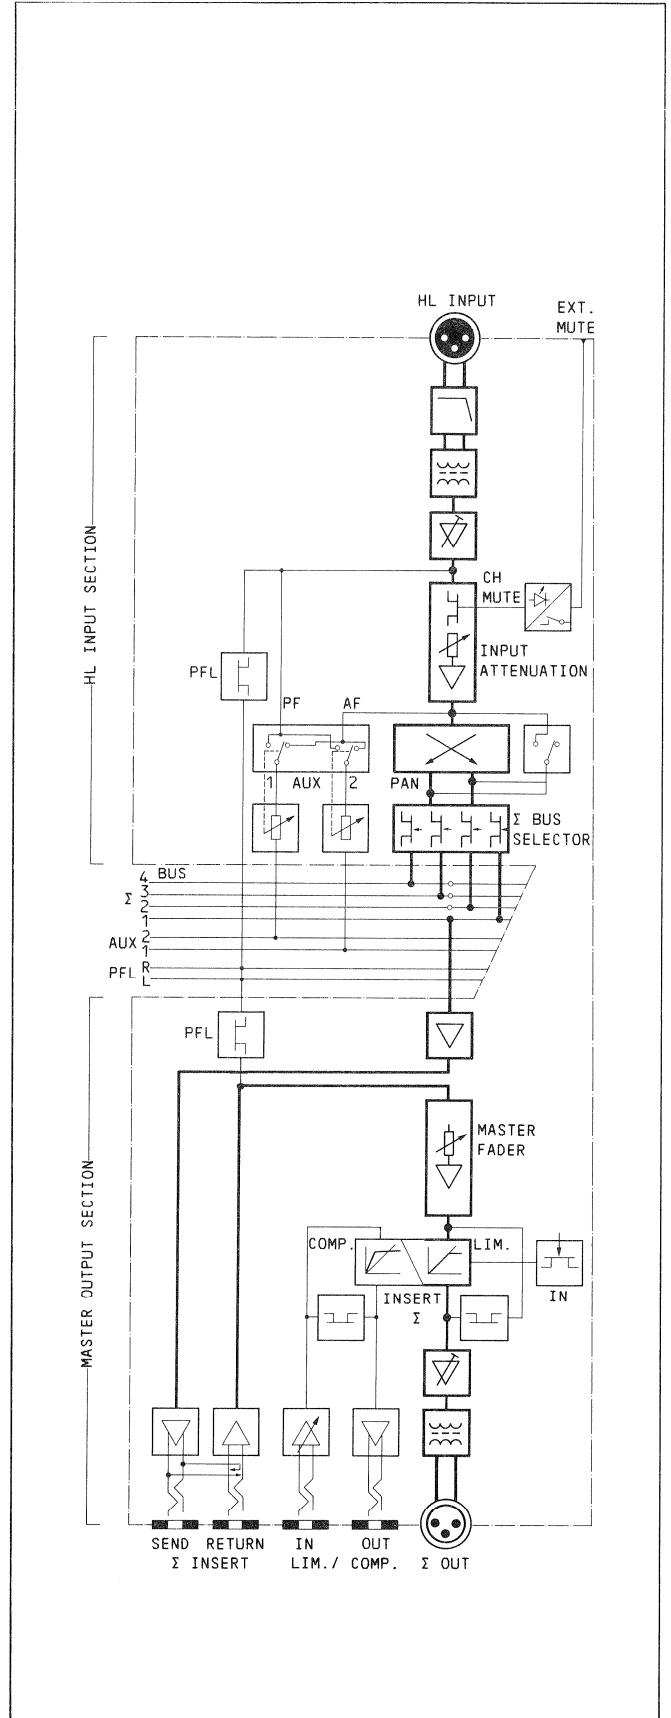 HL INPUT
EXT.
MUTE
HL INPUT SECTION
CH
MUTE
INPUT
ATTENUATION
PFL
PF
AF
1 AUX 2
PAN
Σ BUS
SELECTOR
4 BUS
Σ 3
2
1
AUX 2
1
PFL R
L
PFL
MASTER OUTPUT SECTION
MASTER
FADER
COMP.
LIM.
INSERT
Σ
IN
SEND RETURN IN OUT
Σ INSERT LIM./ COMP. Σ OUT